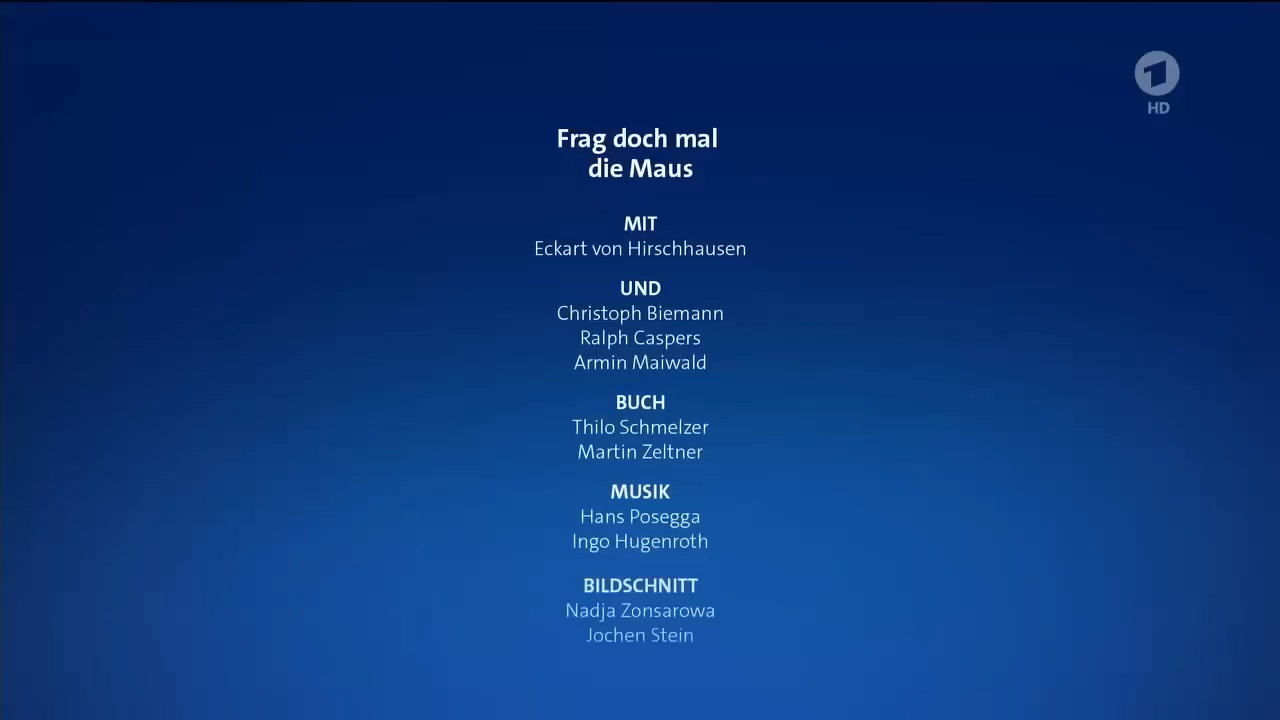 HD
Frag doch mal
die Maus
MIT
Eckart von Hirschhausen
UND
Christoph Biemann
Ralph Caspers
Armin Maiwald
BUCH
Thilo Schmelzer
Martin Zeltner
MUSIK
Hans Posegga
Ingo Hugenroth
BILDSCHNITT
Nadja Zonsarowa
Jochen Stein